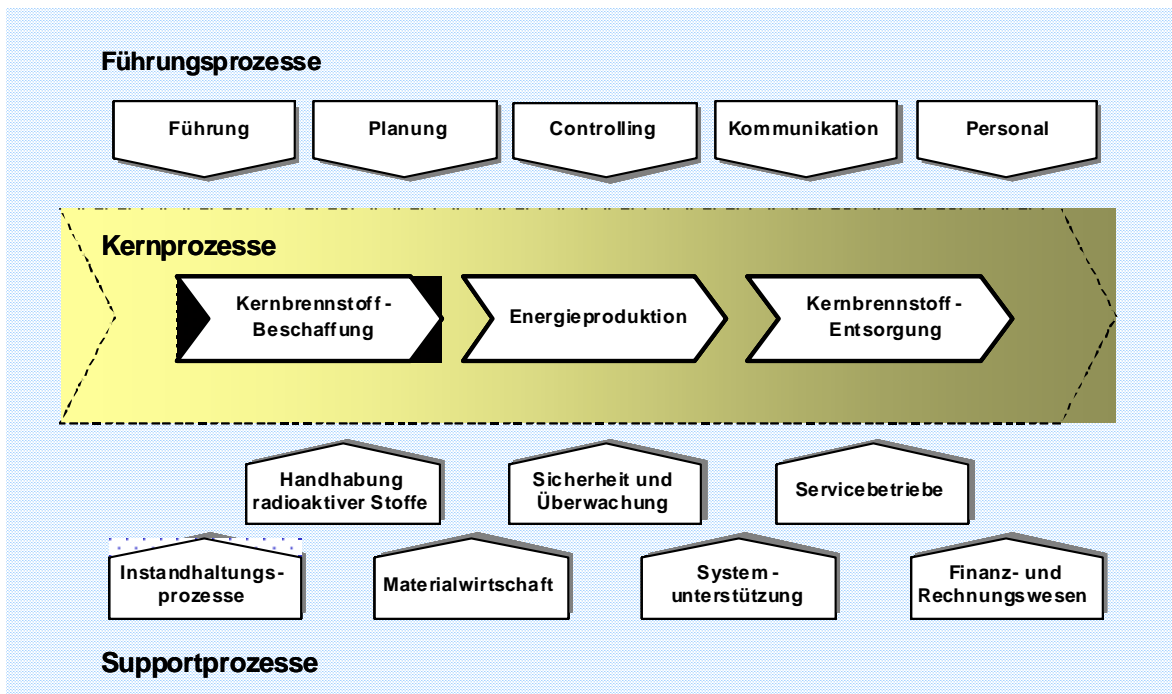 Führungsprozesse
Führung
Planung
Controlling
Kommunikation
Personal
Kernprozesse
Kernbrennstoff-
Beschaffung
Energieproduktion
Kernbrennstoff-
Entsorgung
Handhabung
radioaktiver Stoffe
Sicherheit und
Überwachung
Servicebetriebe
Instandhaltungs-
prozesse
Materialwirtschaft
System-
unterstützung
Finanz- und
Rechnungswesen
Supportprozesse